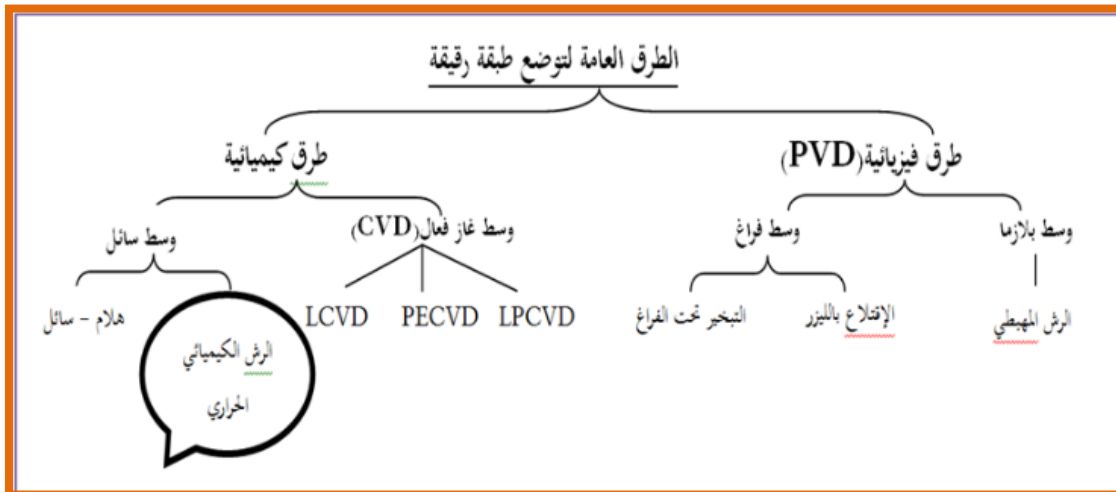 الطرق العامة لتوضع طبقة رقيقة
طرق فيزيائية (PVD)
طرق كيميائية
وسط بلازما
وسط فراغ
وسط غاز فعال (CVD)
وسط سائل
الرش المهبطي
الإقتلاع بالليزر
التبخير تحت الفراغ
LPCVD
PECVD
LCVD
الرش الكيميائي
الحراري
هلام – سائل